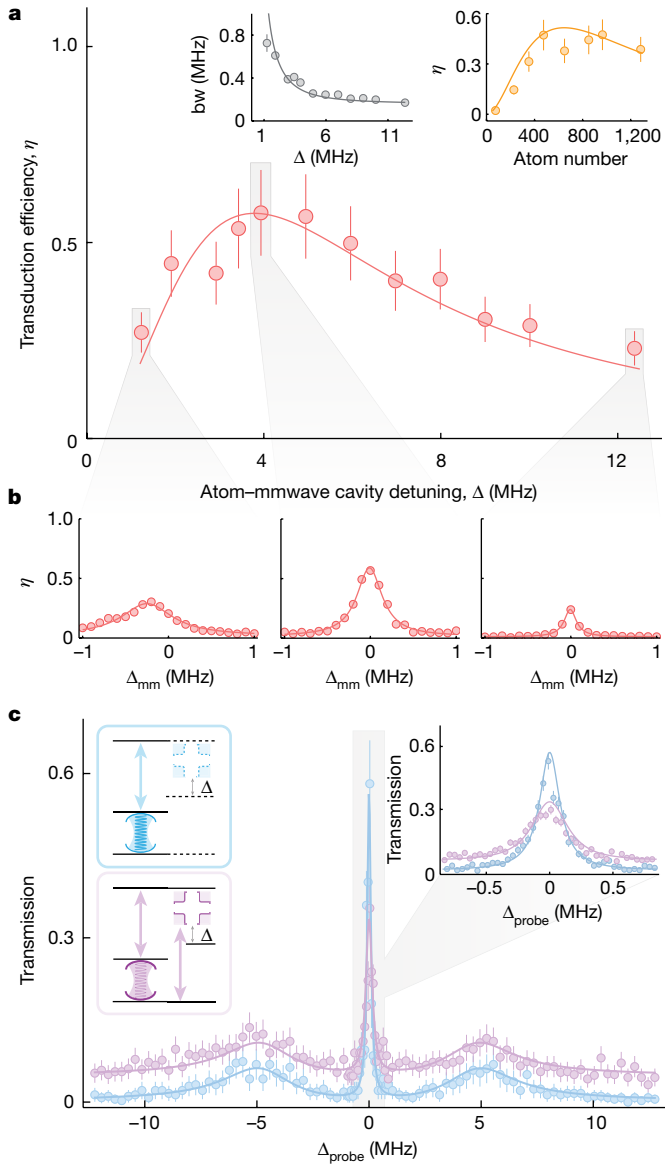 a
1.0
0.5
0
Transduction efficiency, η
0 4 8 12
Atom–mmwave cavity detuning, Δ (MHz)
bw (MHz)
0.8
0.4
0
1 6 11
Δ (MHz)
η
0.6
0.3
0
0 400 800 1,200
Atom number
b
η
1.0
0.5
0
−1 0 1
Δmm (MHz)
−1 0 1
Δmm (MHz)
−1 0 1
Δmm (MHz)
c
Transmission
0.6
0.3
0
Δ
Δ
Transmission
0.6
0.3
0
−0.5 0 0.5
Δprobe (MHz)
−10 −5 0 5 10
Δprobe (MHz)